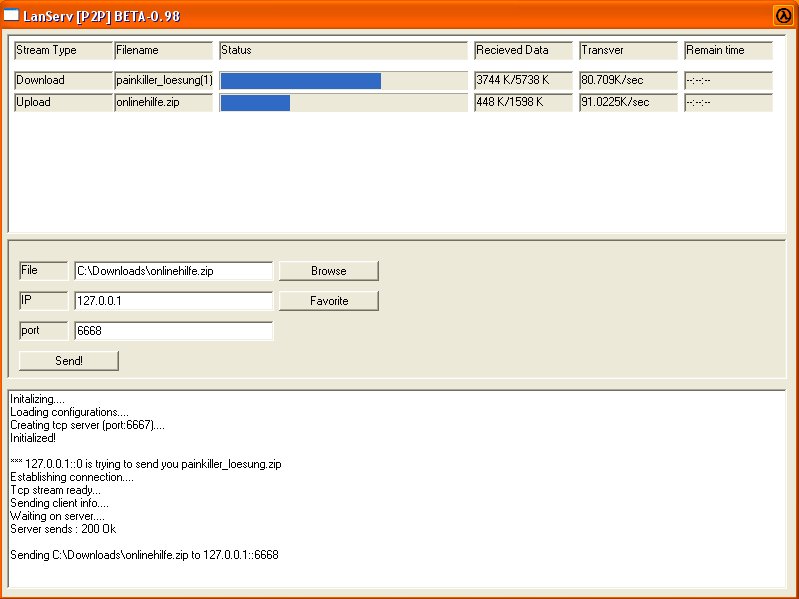 LanServ [P2P] BETA-0.98
Stream Type Filename Status Recieved Data Transver Remain time
Download painkiller_loesung(1) 3744 K/5738 K 80.709K/sec --:--:--
Upload onlinehilfe.zip 448 K/1598 K 91.0225K/sec --:--:--
File C:\Downloads\onlinehilfe.zip Browse
IP 127.0.0.1 Favorite
port 6668
Send!
Initalizing....
Loading configurations....
Creating tcp server (port:6667)....
Initialized!
*** 127.0.0.1::0 is trying to send you painkiller_loesung.zip
Establishing connection....
Tcp stream ready...
Sending client info....
Waiting on server....
Server sends : 200 Ok
Sending C:\Downloads\onlinehilfe.zip to 127.0.0.1::6668